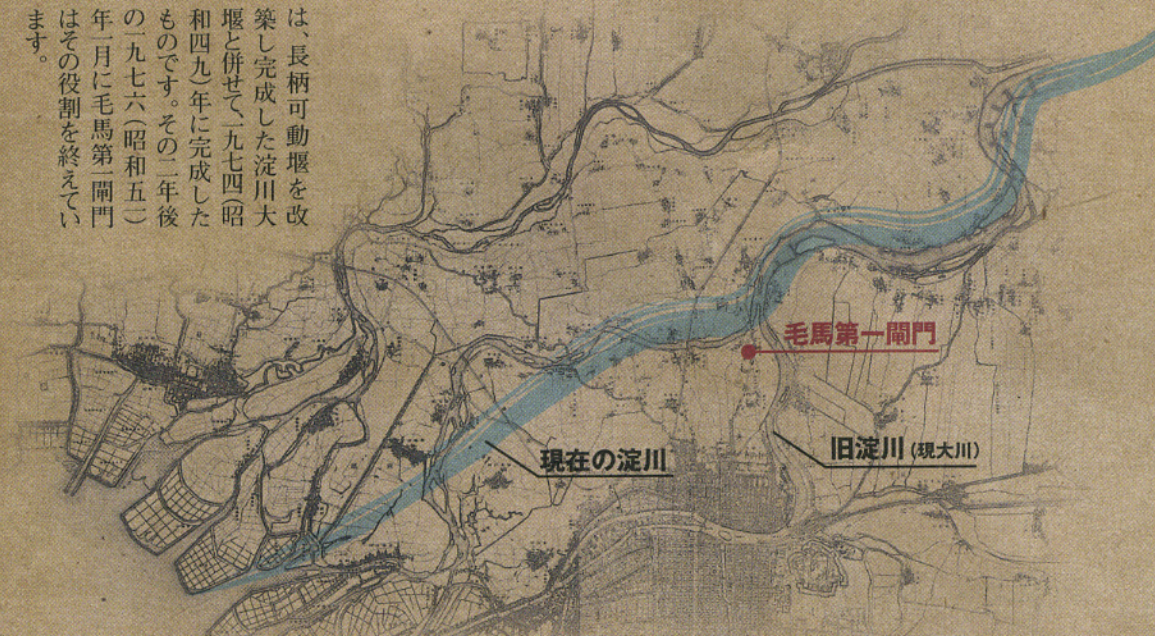 は、長柄可動堰を改
築し完成した淀川大
堰と併せて、一九七四(昭
和四九)年に完成した
ものです。その二年後
の一九七六(昭和五一)
年一月に毛馬第一閘門
はその役割を終えてい
ます。
毛馬第一閘門
旧淀川(現大川)
現在の淀川